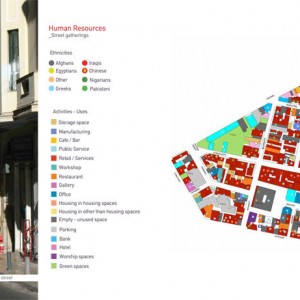 Human Resources
_Street gatherings
Ethnicities
Afghans
Iraqis
Egyptians
Chinese
Other
Nigerians
Greeks
Pakistani
Activities - Uses
Storage space
Manufacturing
Cafe / Bar
Public Service
Retail / Services
Workshop
Restaurant
Gallery
Office
Housing in housing spaces
Housing in other than housing spaces
Empty - unused space
Parking
Bank
Hotel
Worship spaces
Green spaces
street